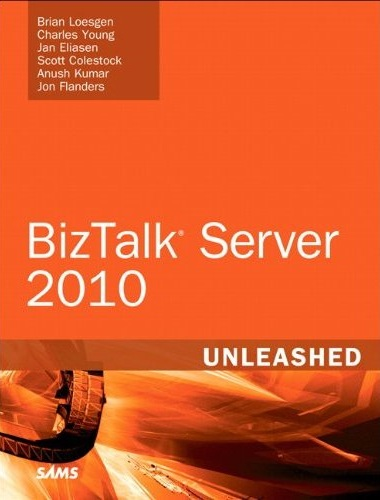 Brian Loesgen
Charles Young
Jan Eliasen
Scott Colestock
Anush Kumar
Jon Flanders
BizTalk® Server
2010
UNLEASHED
SAMS